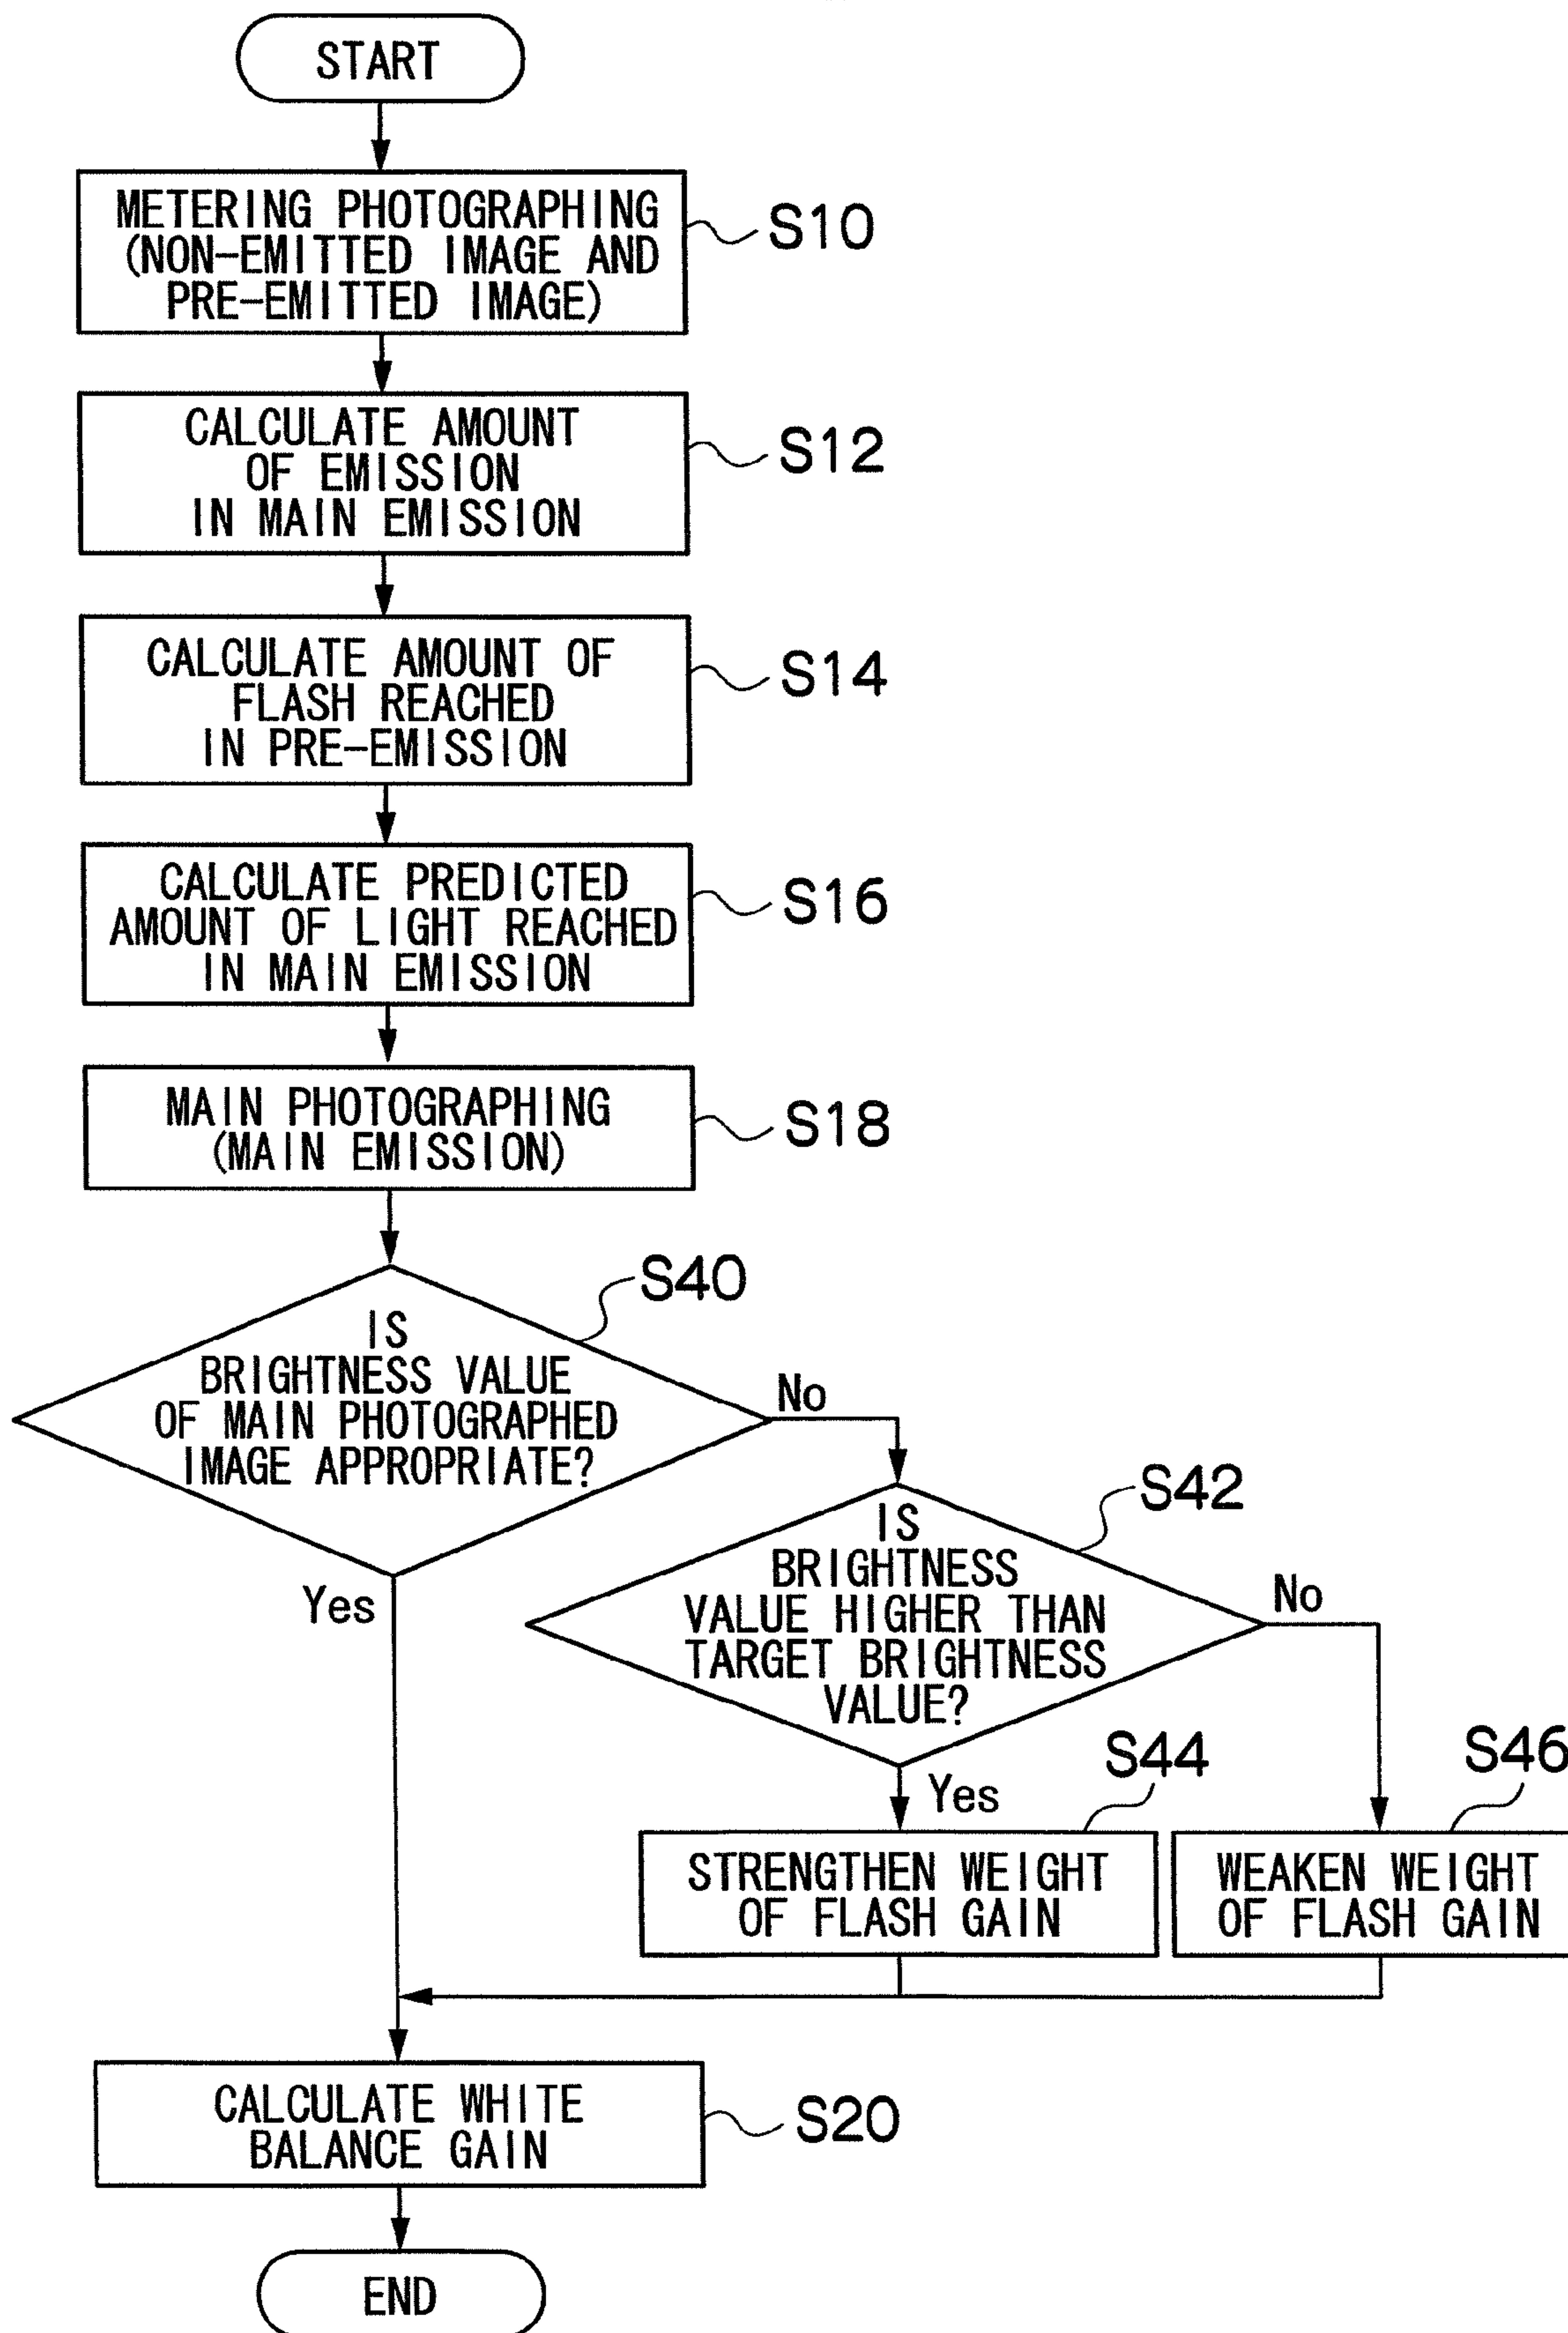 START
METERING PHOTOGRAPHING
(NON-EMITTED IMAGE AND
PRE-EMITTED IMAGE)
S10
CALCULATE AMOUNT
OF EMISSION
IN MAIN EMISSION
S12
CALCULATE AMOUNT OF
FLASH REACHED
IN PRE-EMISSION
S14
CALCULATE PREDICTED
AMOUNT OF LIGHT REACHED
IN MAIN EMISSION
S16
MAIN PHOTOGRAPHING
(MAIN EMISSION)
S18
S40
IS
BRIGHTNESS VALUE
OF MAIN PHOTOGRAPHED
IMAGE APPROPRIATE?
No
Yes
S42
IS
BRIGHTNESS
VALUE HIGHER THAN
TARGET BRIGHTNESS
VALUE?
No
Yes
S44
STRENGTHEN WEIGHT
OF FLASH GAIN
S46
WEAKEN WEIGHT
OF FLASH GAIN
CALCULATE WHITE
BALANCE GAIN
S20
END